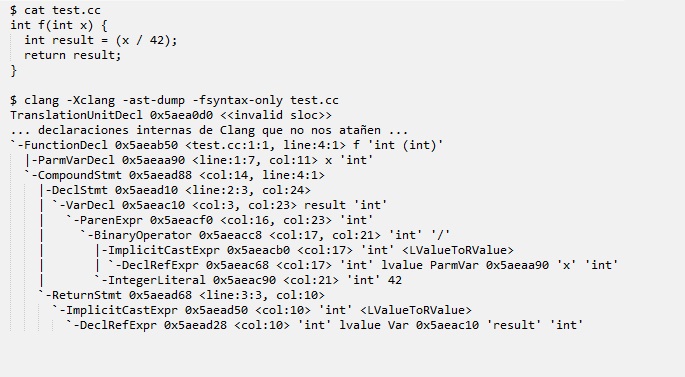 $ cat test.cc
int f(int x) {
  int result = (x / 42);
  return result;
}

$ clang -Xclang -ast-dump -fsyntax-only test.cc
TranslationUnitDecl 0x5aea0d0 <<invalid sloc>>
... declaraciones internas de Clang que no nos atañen ...
`-FunctionDecl 0x5aeab50 <test.cc:1:1, line:4:1> f 'int (int)'
  |-ParmVarDecl 0x5aeaa90 <line:1:7, col:11> x 'int'
  `-CompoundStmt 0x5aead88 <col:14, line:4:1>
    |-DeclStmt 0x5aead10 <line:2:3, col:24>
    | `-VarDecl 0x5aeac10 <col:3, col:23> result 'int'
    |   `-ParenExpr 0x5aeacf0 <col:16, col:23> 'int'
    |     `-BinaryOperator 0x5aeacc8 <col:17, col:21> 'int' '/'
    |       |-ImplicitCastExpr 0x5aeacb0 <col:17> 'int' <LValueToRValue>
    |       | `-DeclRefExpr 0x5aeac68 <col:17> 'int' lvalue ParmVar 0x5aeaa90 'x' 'int'
    |       `-IntegerLiteral 0x5aeac90 <col:21> 'int' 42
    `-ReturnStmt 0x5aead68 <line:3:3, col:10>
      `-ImplicitCastExpr 0x5aead50 <col:10> 'int' <LValueToRValue>
        `-DeclRefExpr 0x5aead28 <col:10> 'int' lvalue Var 0x5aeac10 'result' 'int'